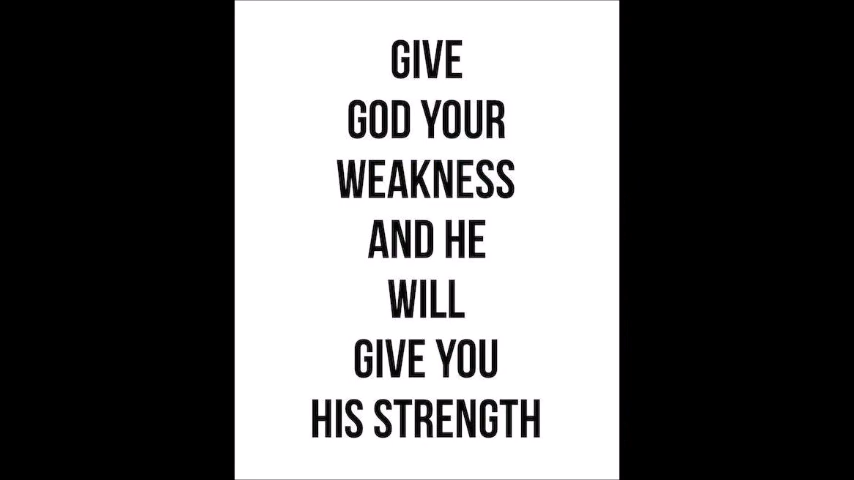 GIVE
GOD YOUR
WEAKNESS
AND HE
WILL
GIVE YOU
HIS STRENGTH